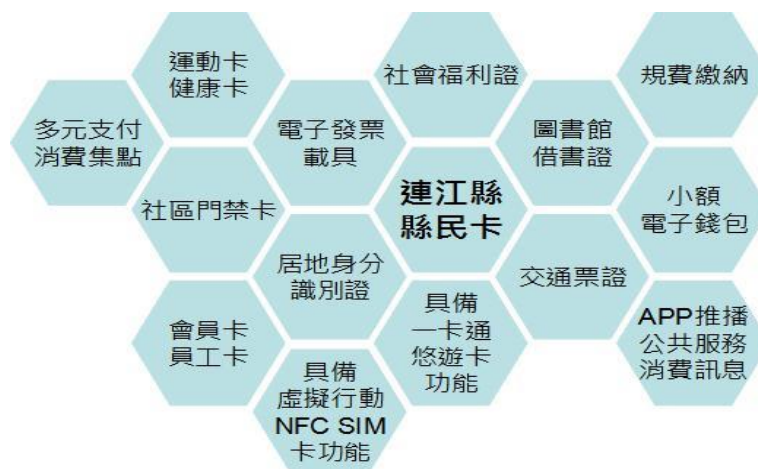 運動卡
健康卡
社會福利證
規費繳納
多元支付
消費集點
電子發票
載具
圖書館
借書證
社區門禁卡
連江縣
縣民卡
小額
電子錢包
居地身分
識別證
交通票證
會員卡
員工卡
具備
一卡通
悠遊卡
功能
APP推播
公共服務
消費訊息
具備
虛擬行動
NFC SIM
卡功能